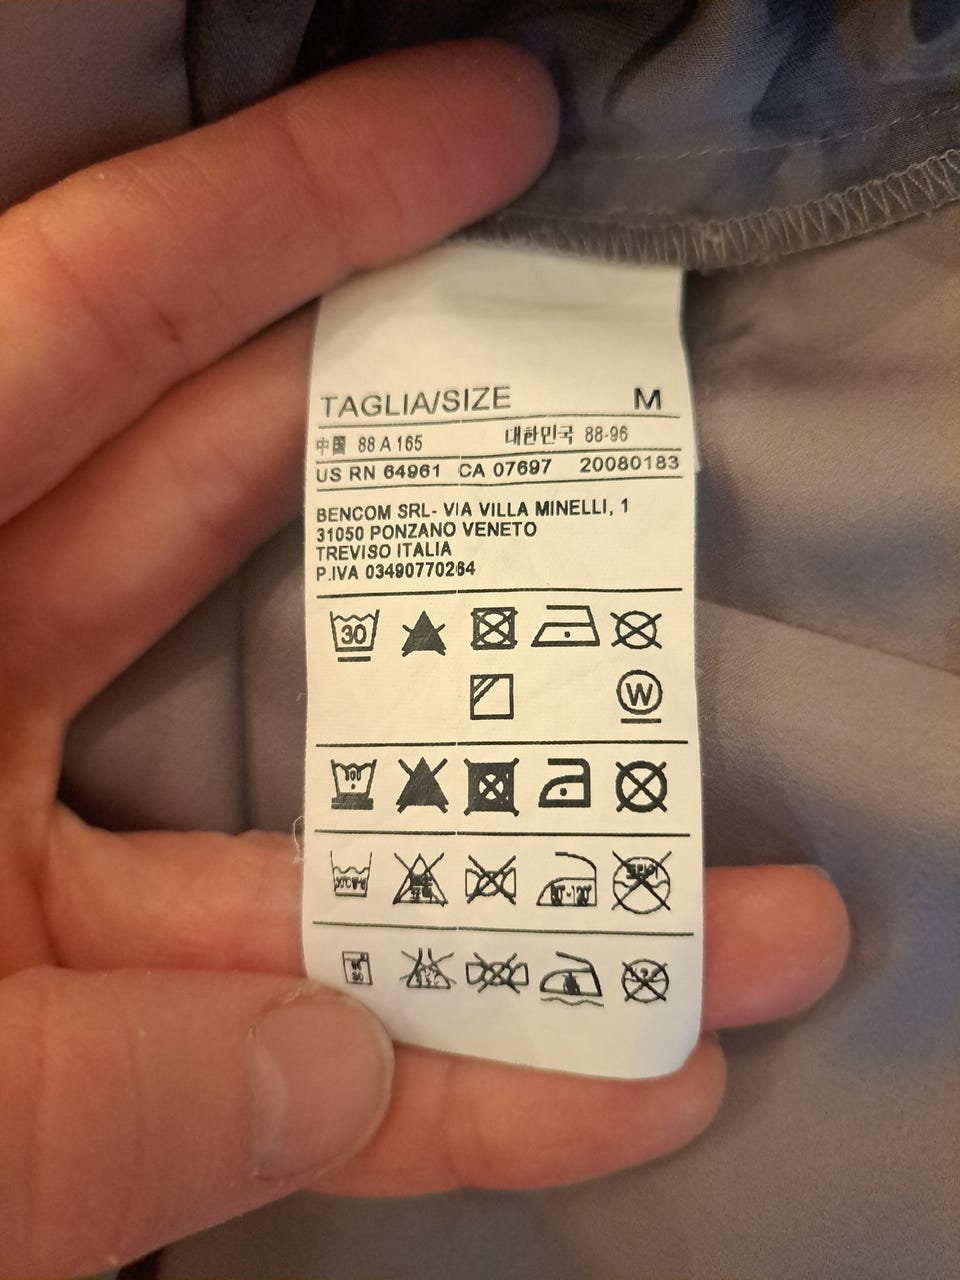 TAGLIA/SIZE M
中国 88 A 165 대한민국 88-96
US RN 64961 CA 07697 20080183
BENCOM SRL- VIA VILLA MINELLI, 1
31050 PONZANO VENETO
TREVISO ITALIA
P.IVA 03490770264
30
W